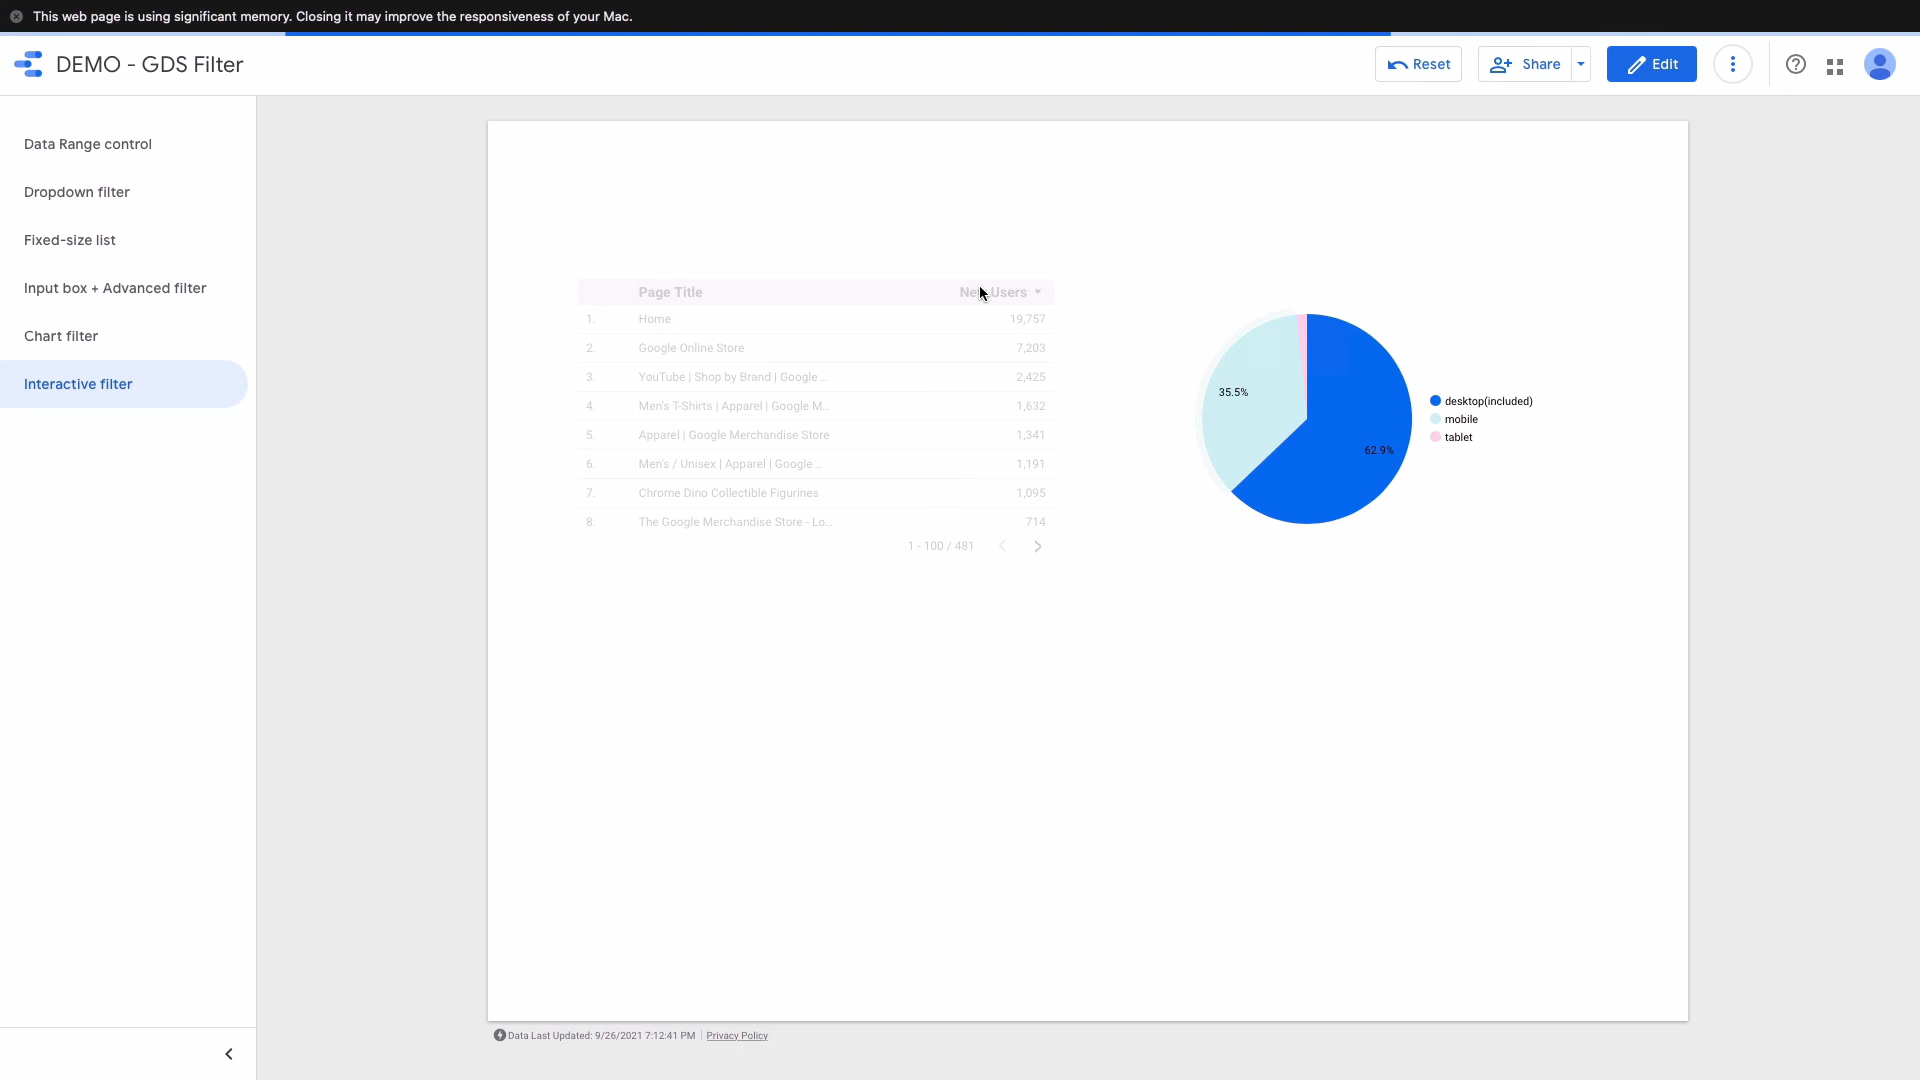 This web page is using significant memory. Closing it may improve the responsiveness of your Mac.
DEMO - GDS Filter
Reset
Share
Edit
Data Range control
Dropdown filter
Fixed-size list
Input box + Advanced filter
Chart filter
Interactive filter
Page Title New Users
1. Home 19,757
2. Google Online Store 7,203
3. YouTube | Shop by Brand | Google ... 2,425
4. Men's T-Shirts | Apparel | Google M... 1,632
5. Apparel | Google Merchandise Store 1,341
6. Men's / Unisex | Apparel | Google ... 1,191
7. Chrome Dino Collectible Figurines 1,095
8. The Google Merchandise Store - Lo... 714
1 - 100 / 481
35.5%
62.9%
desktop(included)
mobile
tablet
Data Last Updated: 9/26/2021 7:12:41 PM | Privacy Policy